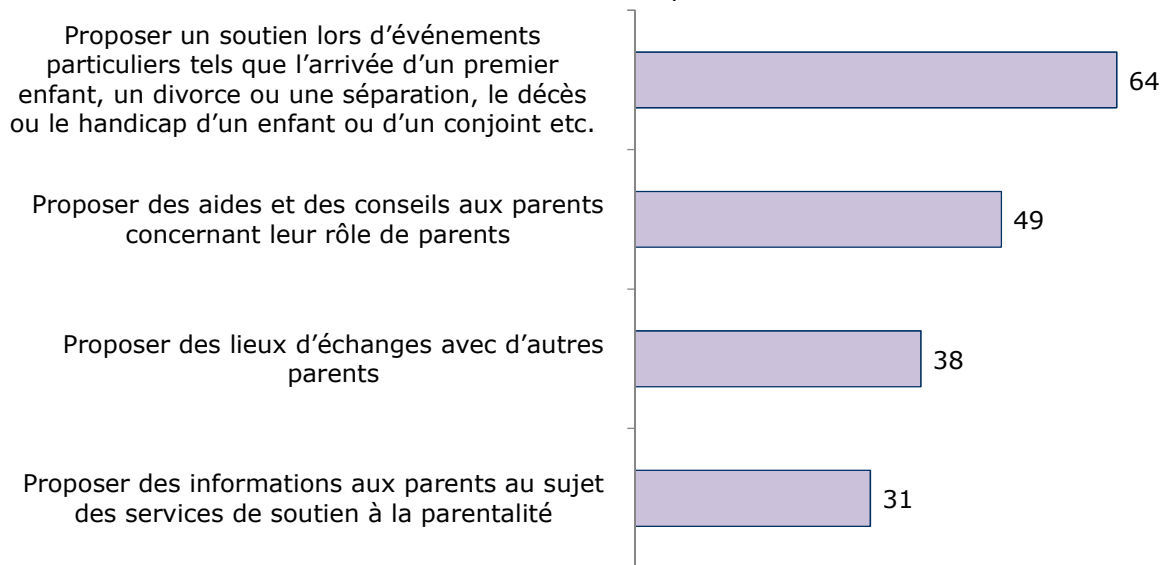 Proposer un soutien lors d’événements
particuliers tels que l’arrivée d’un premier
enfant, un divorce ou une séparation, le décès
ou le handicap d’un enfant ou d’un conjoint etc.
64
Proposer des aides et des conseils aux parents
concernant leur rôle de parents
49
Proposer des lieux d’échanges avec d’autres
parents
38
Proposer des informations aux parents au sujet
des services de soutien à la parentalité
31